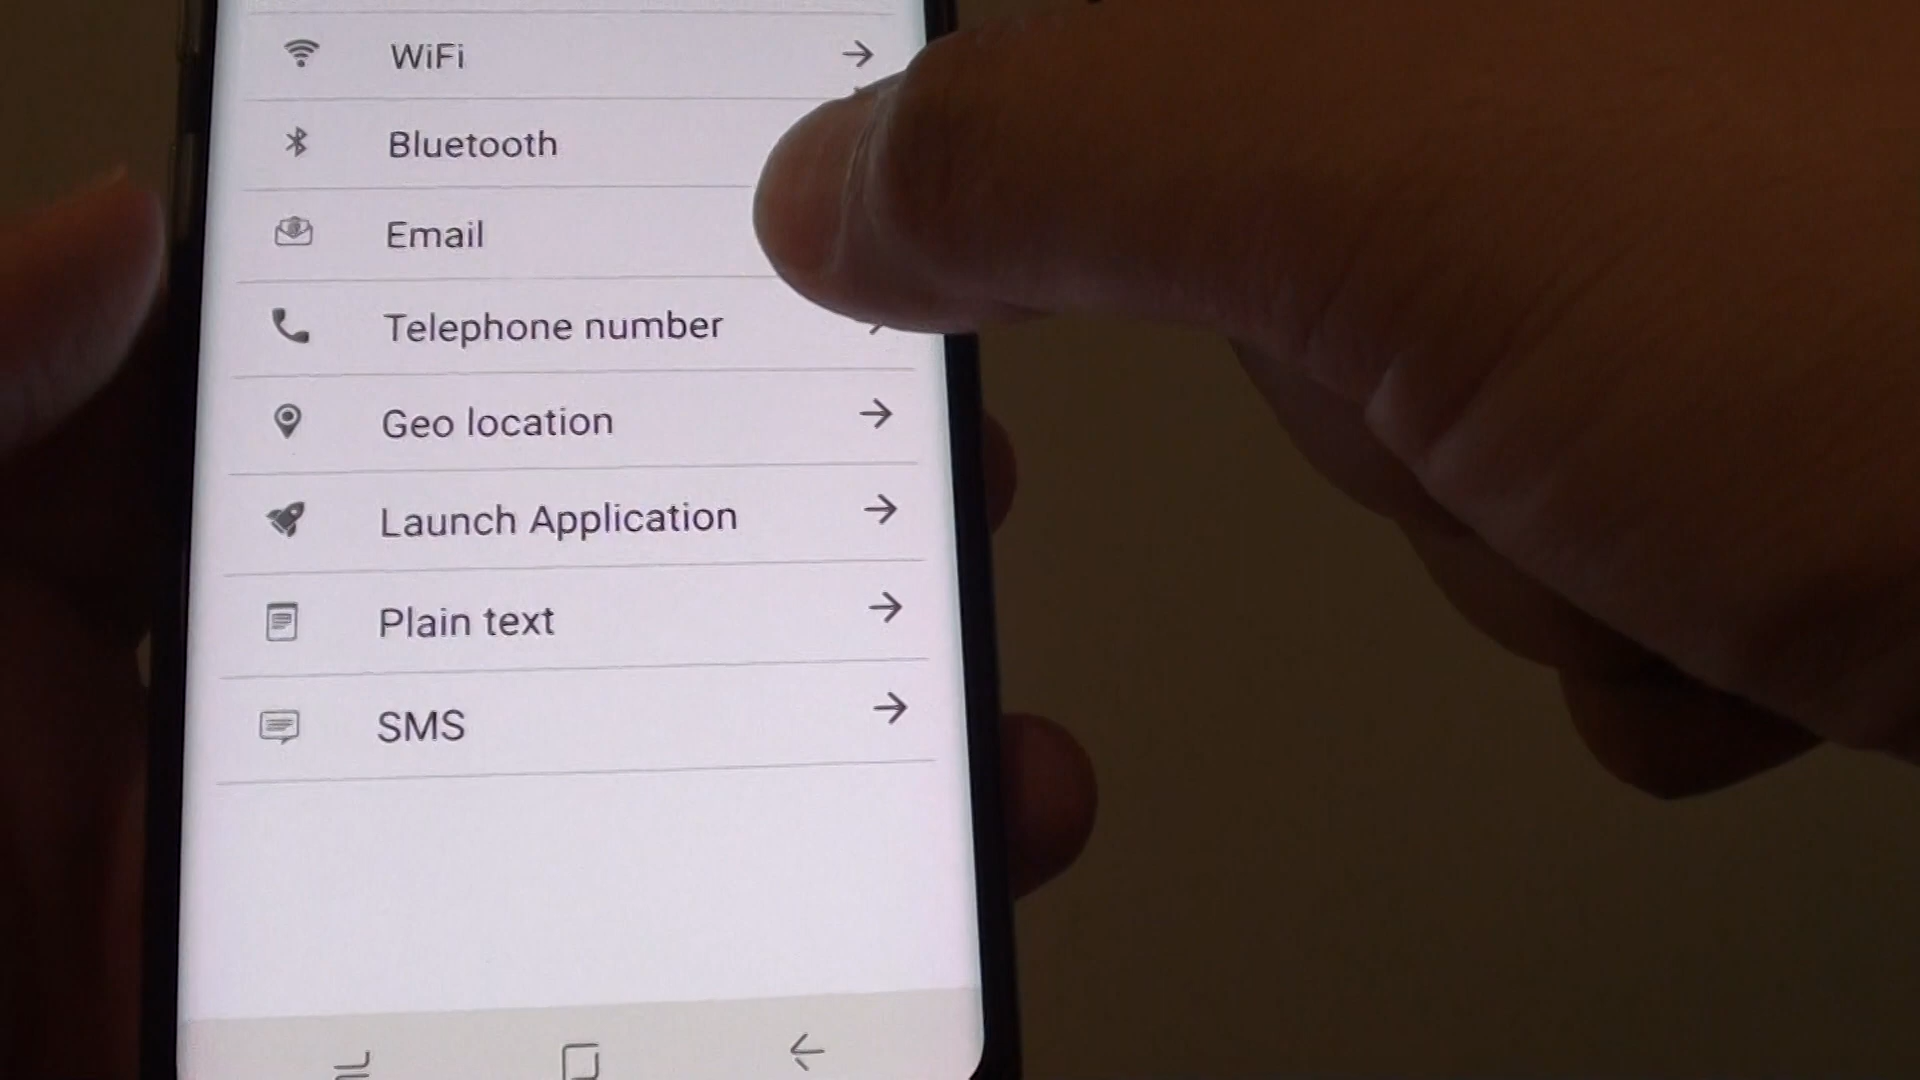 WiFi
Bluetooth
Email
Telephone number
Geo location
Launch Application
Plain text
SMS